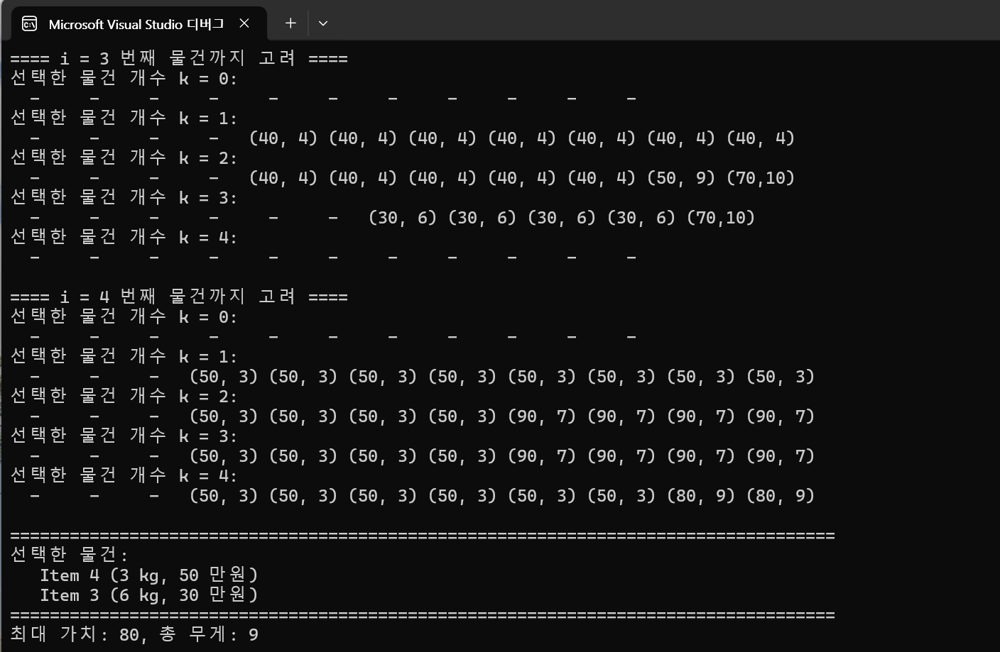 Microsoft Visual Studio 디버그
==== i = 3 번째 물건까지 고려 ====
선택한 물건 개수 k = 0:
  -     -     -     -     -     -     -     -     -     -     -
선택한 물건 개수 k = 1:
  -     -     -     -   (40, 4) (40, 4) (40, 4) (40, 4) (40, 4) (40, 4) (40, 4)
선택한 물건 개수 k = 2:
  -     -     -     -   (40, 4) (40, 4) (40, 4) (40, 4) (40, 4) (50, 9) (70,10)
선택한 물건 개수 k = 3:
  -     -     -     -     -     -   (30, 6) (30, 6) (30, 6) (30, 6) (70,10)
선택한 물건 개수 k = 4:
  -     -     -     -     -     -     -     -     -     -     -
==== i = 4 번째 물건까지 고려 ====
선택한 물건 개수 k = 0:
  -     -     -     -     -     -     -     -     -     -     -
선택한 물건 개수 k = 1:
  -     -     -   (50, 3) (50, 3) (50, 3) (50, 3) (50, 3) (50, 3) (50, 3) (50, 3)
선택한 물건 개수 k = 2:
  -     -     -   (50, 3) (50, 3) (50, 3) (50, 3) (90, 7) (90, 7) (90, 7) (90, 7)
선택한 물건 개수 k = 3:
  -     -     -   (50, 3) (50, 3) (50, 3) (50, 3) (90, 7) (90, 7) (90, 7) (90, 7)
선택한 물건 개수 k = 4:
  -     -     -   (50, 3) (50, 3) (50, 3) (50, 3) (50, 3) (50, 3) (80, 9) (80, 9)
===================================================================================
선택한 물건:
   Item 4 (3 kg, 50 만원)
   Item 3 (6 kg, 30 만원)
===================================================================================
최대 가치: 80, 총 무게: 9